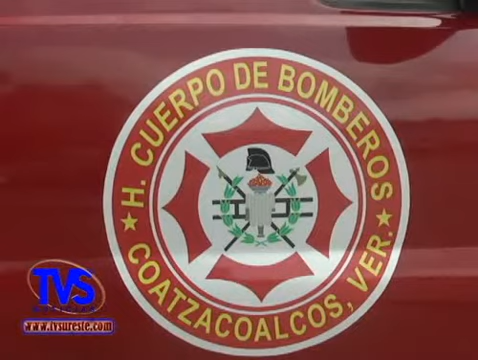 H. CUERPO DE BOMBEROS
COATZACOALCOS, VER.
TVS
www.tvsureste.com